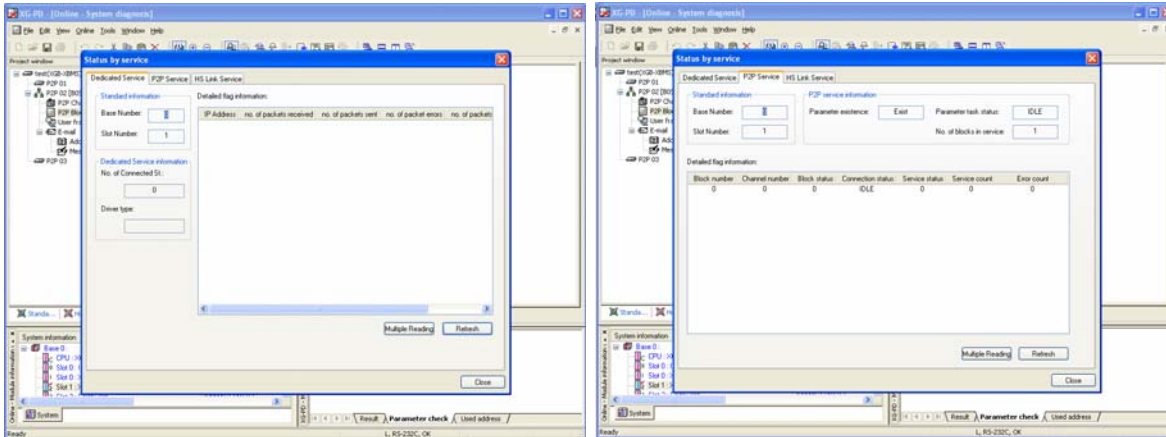 XG-PD - [Online - System diagnosis]
File Edit View Online Tools Window Help
Project window
Status by service
Dedicated Service P2P Service HS Link Service
Standard information
Base Number: 0
Slot Number: 1
Dedicated Service information
No. of Connected St.:
0
Driver type:
Detailed flag information:
IP Address no. of packets received no. of packets sent no. of packet errors no. of packets
Multiple Reading Refresh
Close
P2P 01
P2P 02
E-mail
P2P 03
System information
Base 0:
Slot 0:
Slot 1:
System
Result Parameter check Used address
Ready
L, RS-232C, OK
XG-PD - [Online - System diagnosis]
File Edit View Online Tools Window Help
Project window
Status by service
Dedicated Service P2P Service HS Link Service
Standard information
Base Number: 0
Slot Number: 1
P2P service information
Parameter existence: Exist
Parameter task status: IDLE
No. of blocks in service: 1
Detailed flag information:
Block number Channel number Block status Connection status Service status Service count Error count
0 0 0 IDLE 0 0 0
Multiple Reading Refresh
Close
P2P 01
P2P 02
E-mail
P2P 03
System information
Base 0:
Slot 0:
Slot 1:
System
Result Parameter check Used address
Ready
L, RS-232C, OK